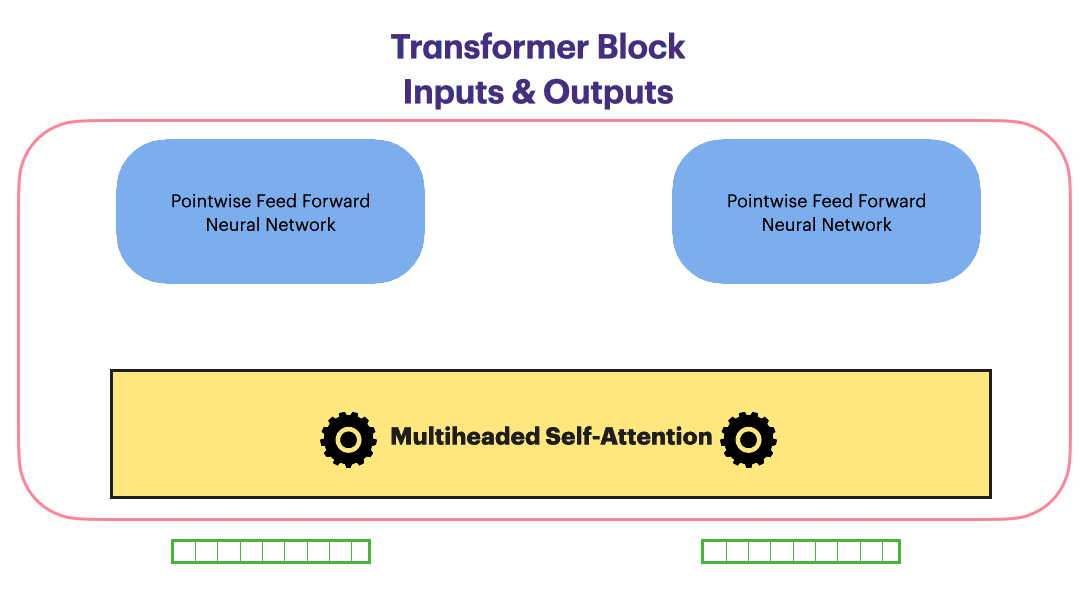 Transformer Block
Inputs & Outputs
Pointwise Feed Forward
Neural Network
Pointwise Feed Forward
Neural Network
Multiheaded Self-Attention